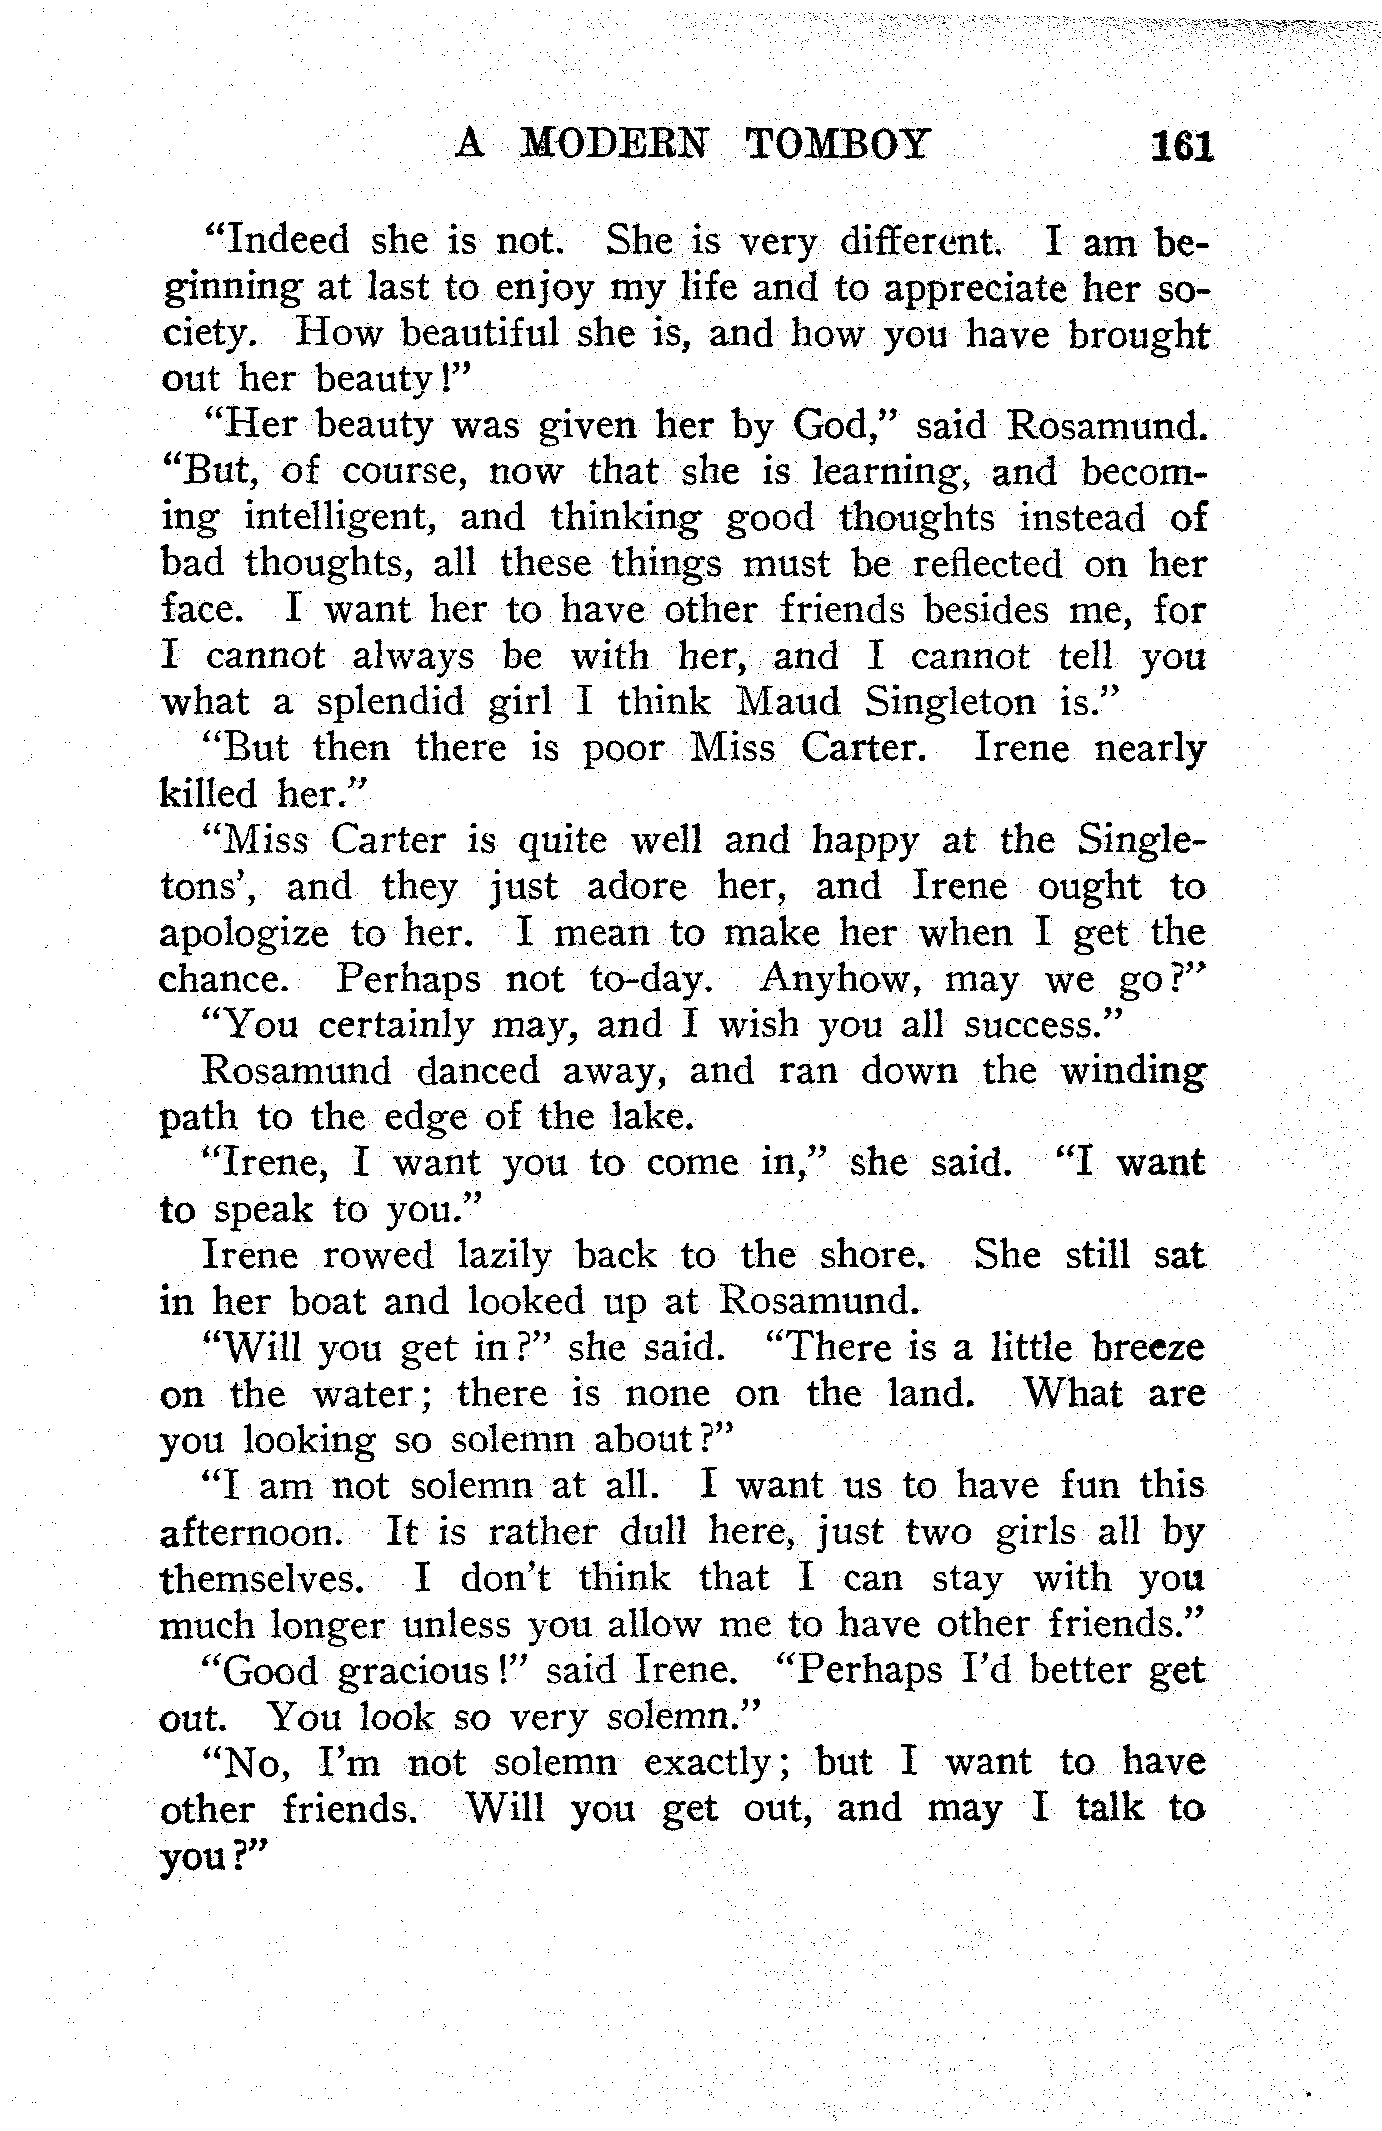 A MODERN TOMBOY 161
"Indeed she is not. She is very different. I am be-
ginning at last to enjoy my life and to appreciate her so-
ciety. How beautiful she is, and how you have brought
out her beauty!"
"Her beauty was given her by God," said Rosamund.
"But, of course, now that she is learning, and becom-
ing intelligent, and thinking good thoughts instead of
bad thoughts, all these things must be reflected on her
face. I want her to have other friends besides me, for
I cannot always be with her, and I cannot tell you
what a splendid girl I think Maud Singleton is."
"But then there is poor Miss Carter. Irene nearly
killed her."
"Miss Carter is quite well and happy at the Single-
tons', and they just adore her, and Irene ought to
apologize to her. I mean to make her when I get the
chance. Perhaps not to-day. Anyhow, may we go?"
"You certainly may, and I wish you all success."
Rosamund danced away, and ran down the winding
path to the edge of the lake.
"Irene, I want you to come in," she said. "I want
to speak to you."
Irene rowed lazily back to the shore. She still sat
in her boat and looked up at Rosamund.
"Will you get in?" she said. "There is a little breeze
on the water; there is none on the land. What are
you looking so solemn about?"
"I am not solemn at all. I want us to have fun this
afternoon. It is rather dull here, just two girls all by
themselves. I don't think that I can stay with you
much longer unless you allow me to have other friends."
"Good gracious!" said Irene. "Perhaps I'd better get
out. You look so very solemn."
"No, I'm not solemn exactly; but I want to have
other friends. Will you get out, and may I talk to
you?"